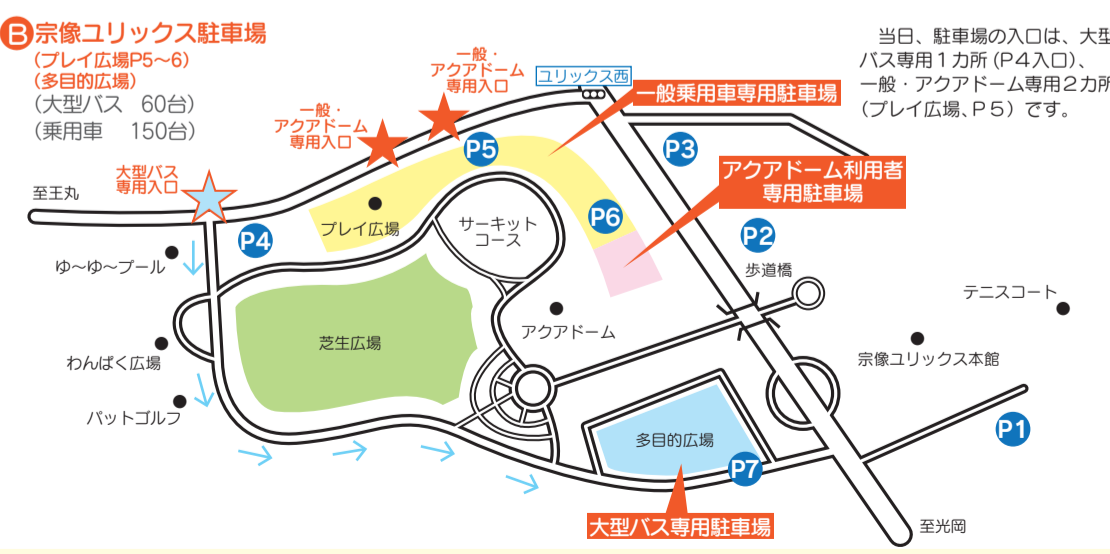 B宗像ユリックス駐車場
(プレイ広場P5〜6)
(多目的広場)
(大型バス 60台)
(乗用車 150台)
当日、駐車場の入口は、大型
バス専用1カ所(P4入口)、
一般・アクアドーム専用2カ所
(プレイ広場、P5)です。
一般・
アクアドーム
専用入口
ユリックス西
一般乗用車専用駐車場
一般・
アクアドーム
専用入口
P5
P3
アクアドーム利用者
専用駐車場
大型バス
専用入口
至王丸
P4
プレイ広場
サーキット
コース
P6
P2
歩道橋
ゆ〜ゆ〜プール
テニスコート
わんぱく広場
芝生広場
アクアドーム
宗像ユリックス本館
パットゴルフ
多目的広場
P7
P1
大型バス専用駐車場
至光岡